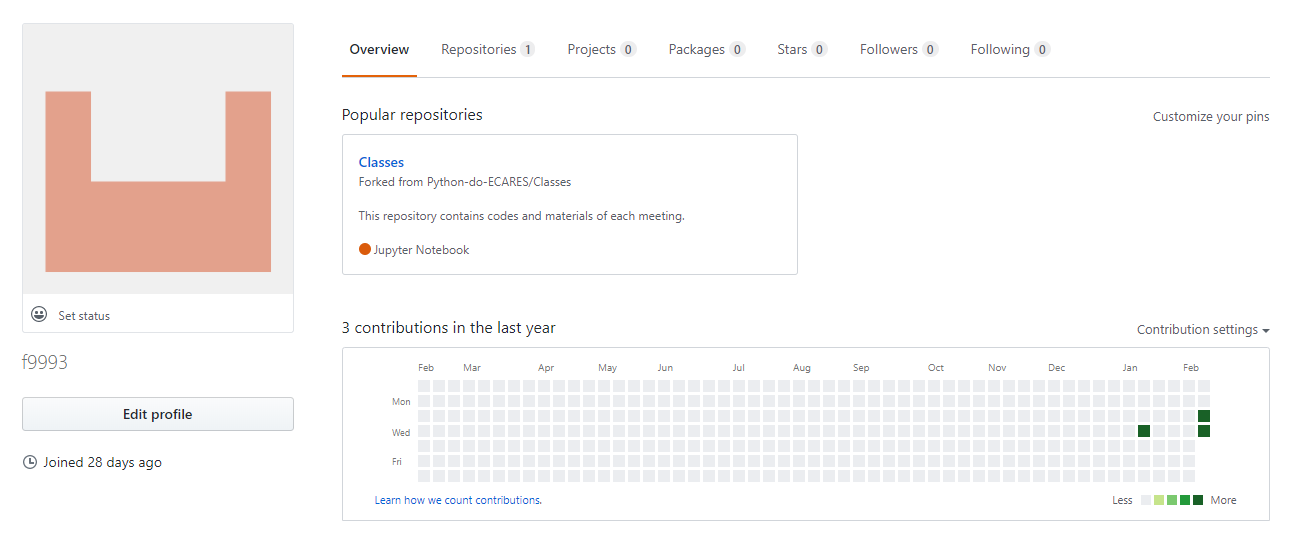 Overview Repositories 1 Projects 0 Packages 0 Stars 0 Followers 0 Following 0
Popular repositories Customize your pins
Classes
Forked from Python-do-ECARES/Classes
This repository contains codes and materials of each meeting.
Jupyter Notebook
Set status
f9993
Edit profile
Joined 28 days ago
3 contributions in the last year Contribution settings
Feb Mar Apr May Jun Jul Aug Sep Oct Nov Dec Jan Feb
Mon
Wed
Fri
Learn how we count contributions. Less More